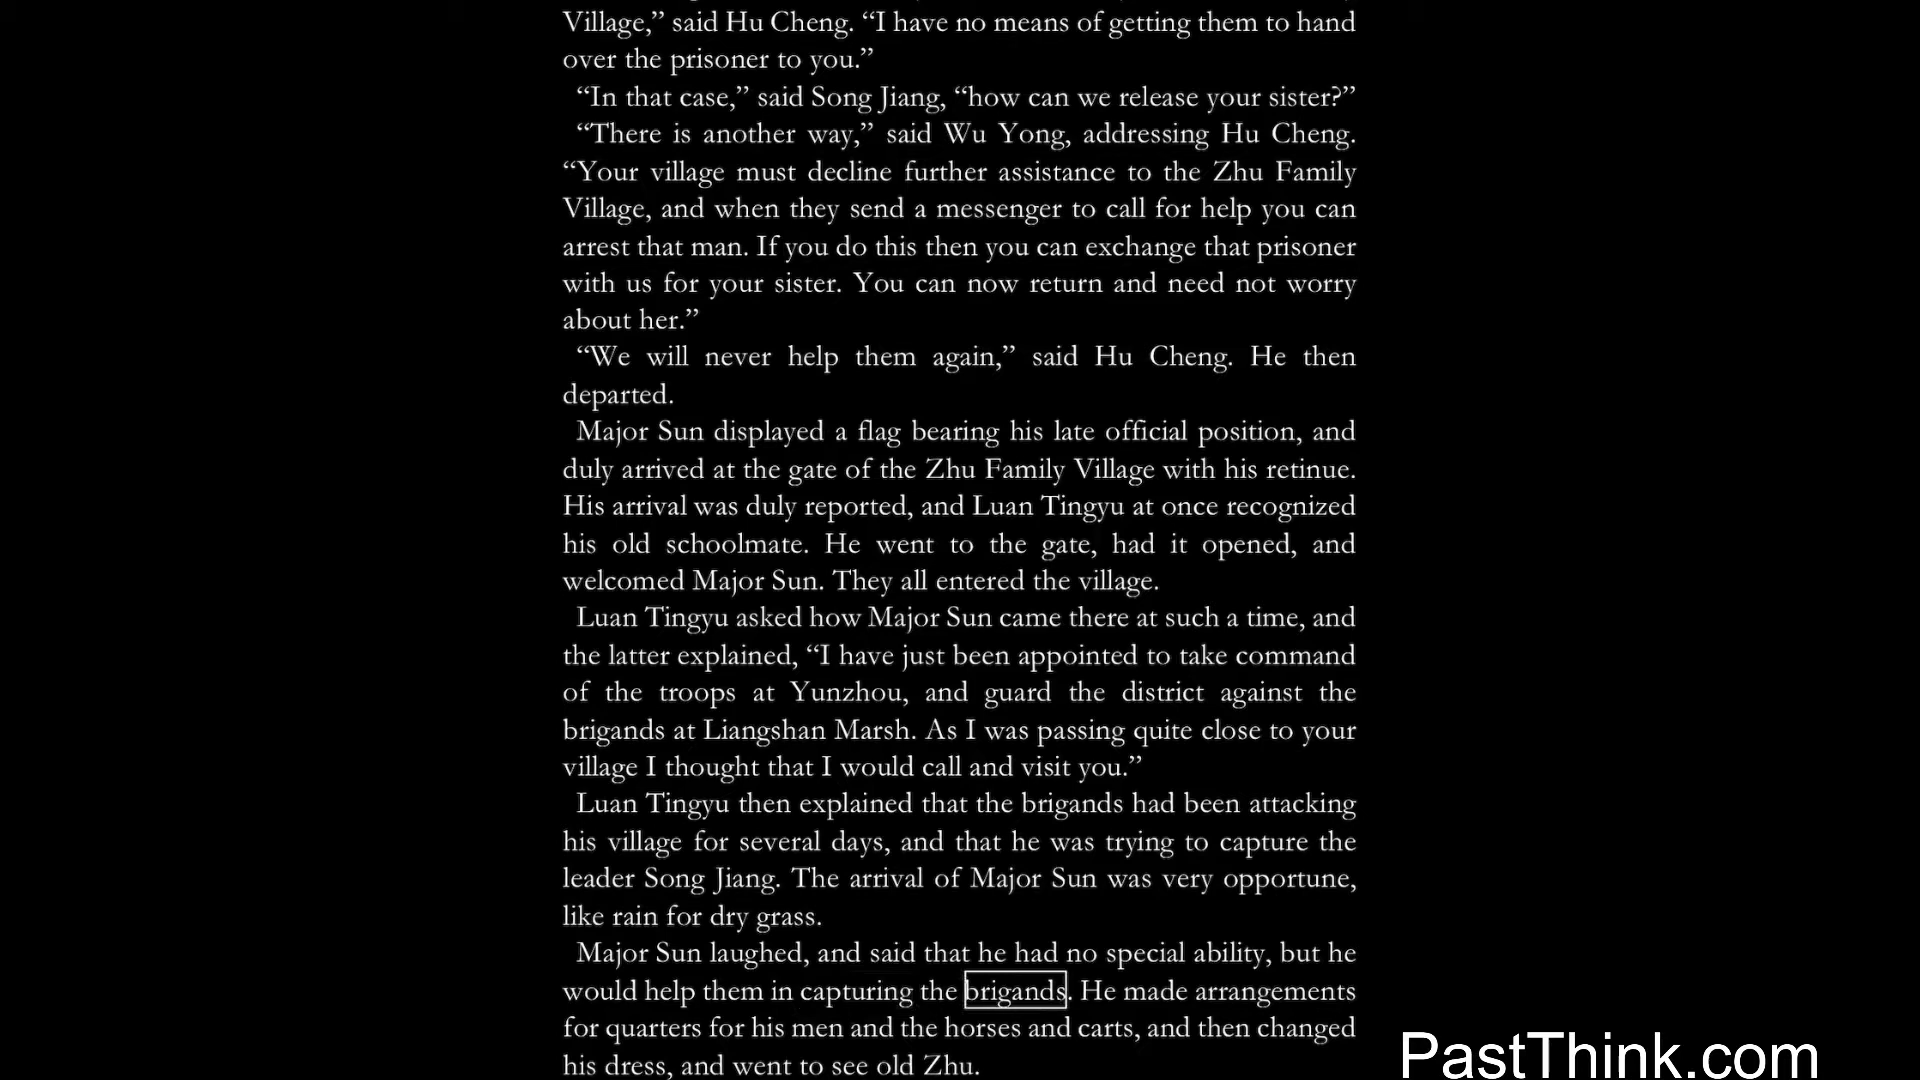 Village,” said Hu Cheng. “I have no means of getting them to hand
over the prisoner to you.”
“In that case,” said Song Jiang, “how can we release your sister?”
“There is another way,” said Wu Yong, addressing Hu Cheng.
“Your village must decline further assistance to the Zhu Family
Village, and when they send a messenger to call for help you can
arrest that man. If you do this then you can exchange that prisoner
with us for your sister. You can now return and need not worry
about her.”
“We will never help them again,” said Hu Cheng. He then
departed.
Major Sun displayed a flag bearing his late official position, and
duly arrived at the gate of the Zhu Family Village with his retinue.
His arrival was duly reported, and Luan Tingyu at once recognized
his old schoolmate. He went to the gate, had it opened, and
welcomed Major Sun. They all entered the village.
Luan Tingyu asked how Major Sun came there at such a time, and
the latter explained, “I have just been appointed to take command
of the troops at Yunzhou, and guard the district against the
brigands at Liangshan Marsh. As I was passing quite close to your
village I thought that I would call and visit you.”
Luan Tingyu then explained that the brigands had been attacking
his village for several days, and that he was trying to capture the
leader Song Jiang. The arrival of Major Sun was very opportune,
like rain for dry grass.
Major Sun laughed, and said that he had no special ability, but he
would help them in capturing the brigands. He made arrangements
for quarters for his men and the horses and carts, and then changed
his dress, and went to see old Zhu.
PastThink.com